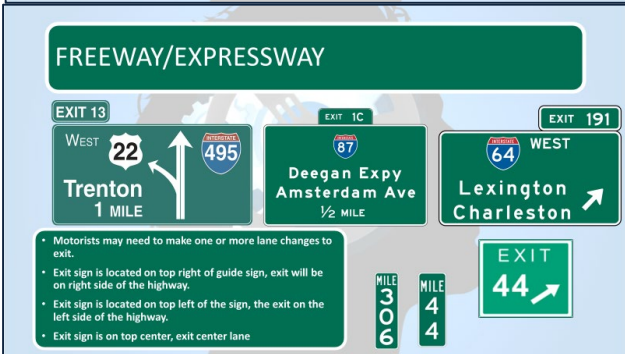 FREEWAY/EXPRESSWAY
EXIT 13
WEST
22
INTERSTATE
495
Trenton
1 MILE
EXIT 1C
87
Deegan Expy
Amsterdam Ave
½ MILE
EXIT 191
INTERSTATE
64
WEST
Lexington
Charleston
• Motorists may need to make one or more lane changes to
exit.
• Exit sign is located on top right of guide sign, exit will be
on right side of the highway.
• Exit sign is located on top left of the sign, the exit on the
left side of the highway.
• Exit sign is on top center, exit center lane
MILE
3
0
6
MILE
4
4
EXIT
44